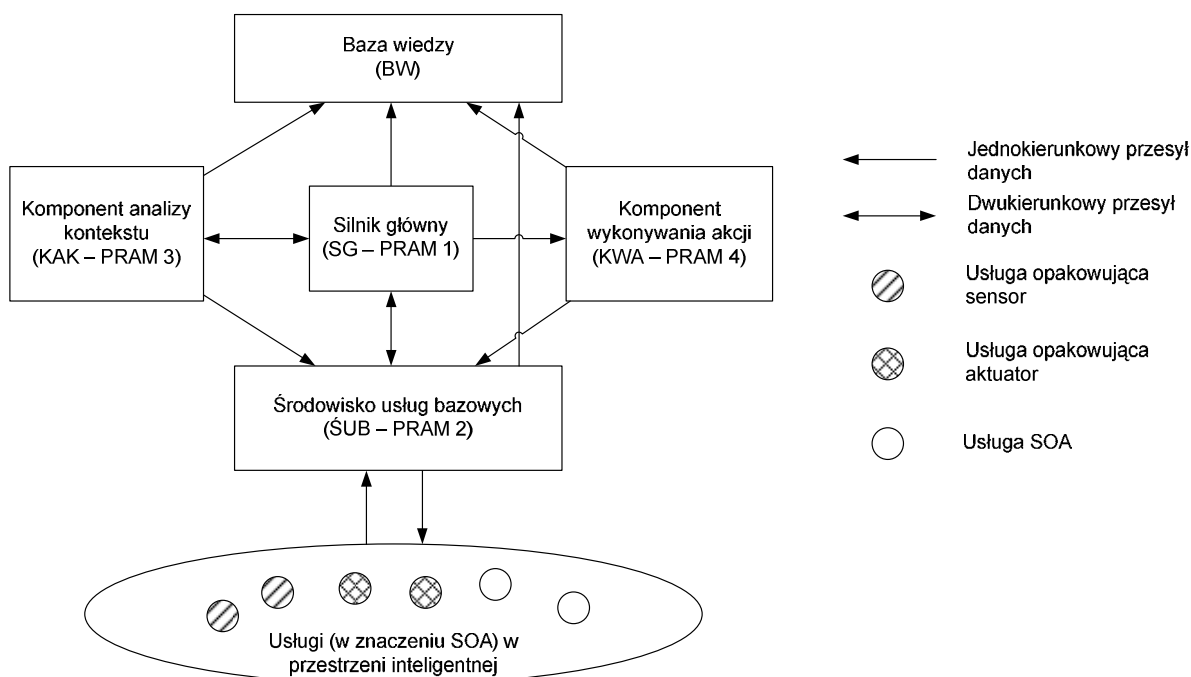 Baza wiedzy
(BW)
Komponent analizy
kontekstu
(KAK – PRAM 3)
Silnik główny
(SG – PRAM 1)
Komponent
wykonywania akcji
(KWA – PRAM 4)
Środowisko usług bazowych
(ŚUB – PRAM 2)
Usługi (w znaczeniu SOA) w
przestrzeni inteligentnej
Jednokierunkowy przesył
danych
Dwukierunkowy przesył
danych
Usługa opakowująca
sensor
Usługa opakowująca
aktuator
Usługa SOA